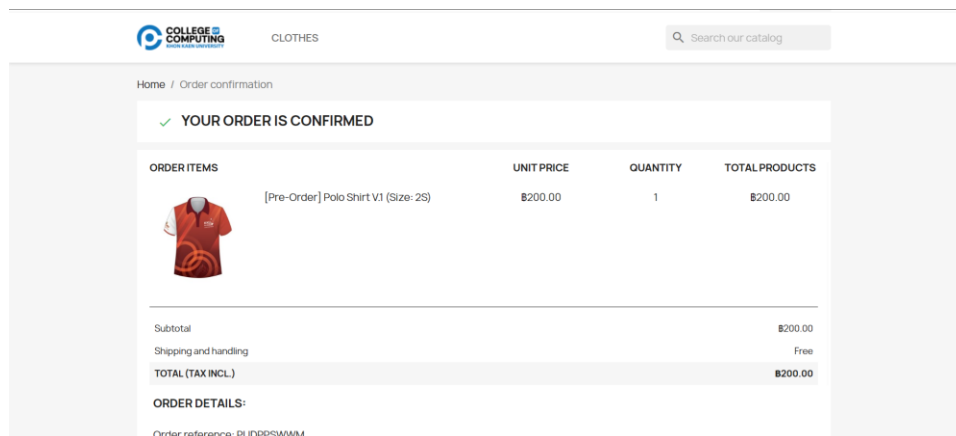 COLLEGE OF
COMPUTING
KHON KAEN UNIVERSITY
CLOTHES
Search our catalog
Home / Order confirmation
YOUR ORDER IS CONFIRMED
ORDER ITEMS UNIT PRICE QUANTITY TOTAL PRODUCTS
[Pre-Order] Polo Shirt V.1 (Size: 2S) ฿200.00 1 ฿200.00
Subtotal ฿200.00
Shipping and handling Free
TOTAL (TAX INCL.) ฿200.00
ORDER DETAILS:
Order reference: